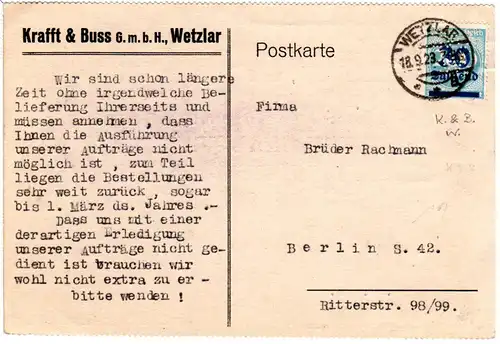 Krafft & Buss G.m.b.H., Wetzlar
Wir sind schon längere
Zeit ohne irgendwelche Be-
lieferung Ihrerseits und
müssen annehmen , dass
Ihnen die Ausführung
unserer Aufträge nicht
möglich ist , zum Teil
liegen die Bestellungen
sehr weit zurück , sogar
bis 1. März ds. Jahres .-
Dass uns mit einer
derartigen Erledigung
unserer Aufträge nicht ge-
dient ist brauchen wir
wohl nicht extra zu er -
bitte wenden !
Postkarte
WETZLAR
18.9.23
K. & B.
W.
Firma
Brüder Rachmann
Berlin S. 42.
Ritterstr. 98/99.